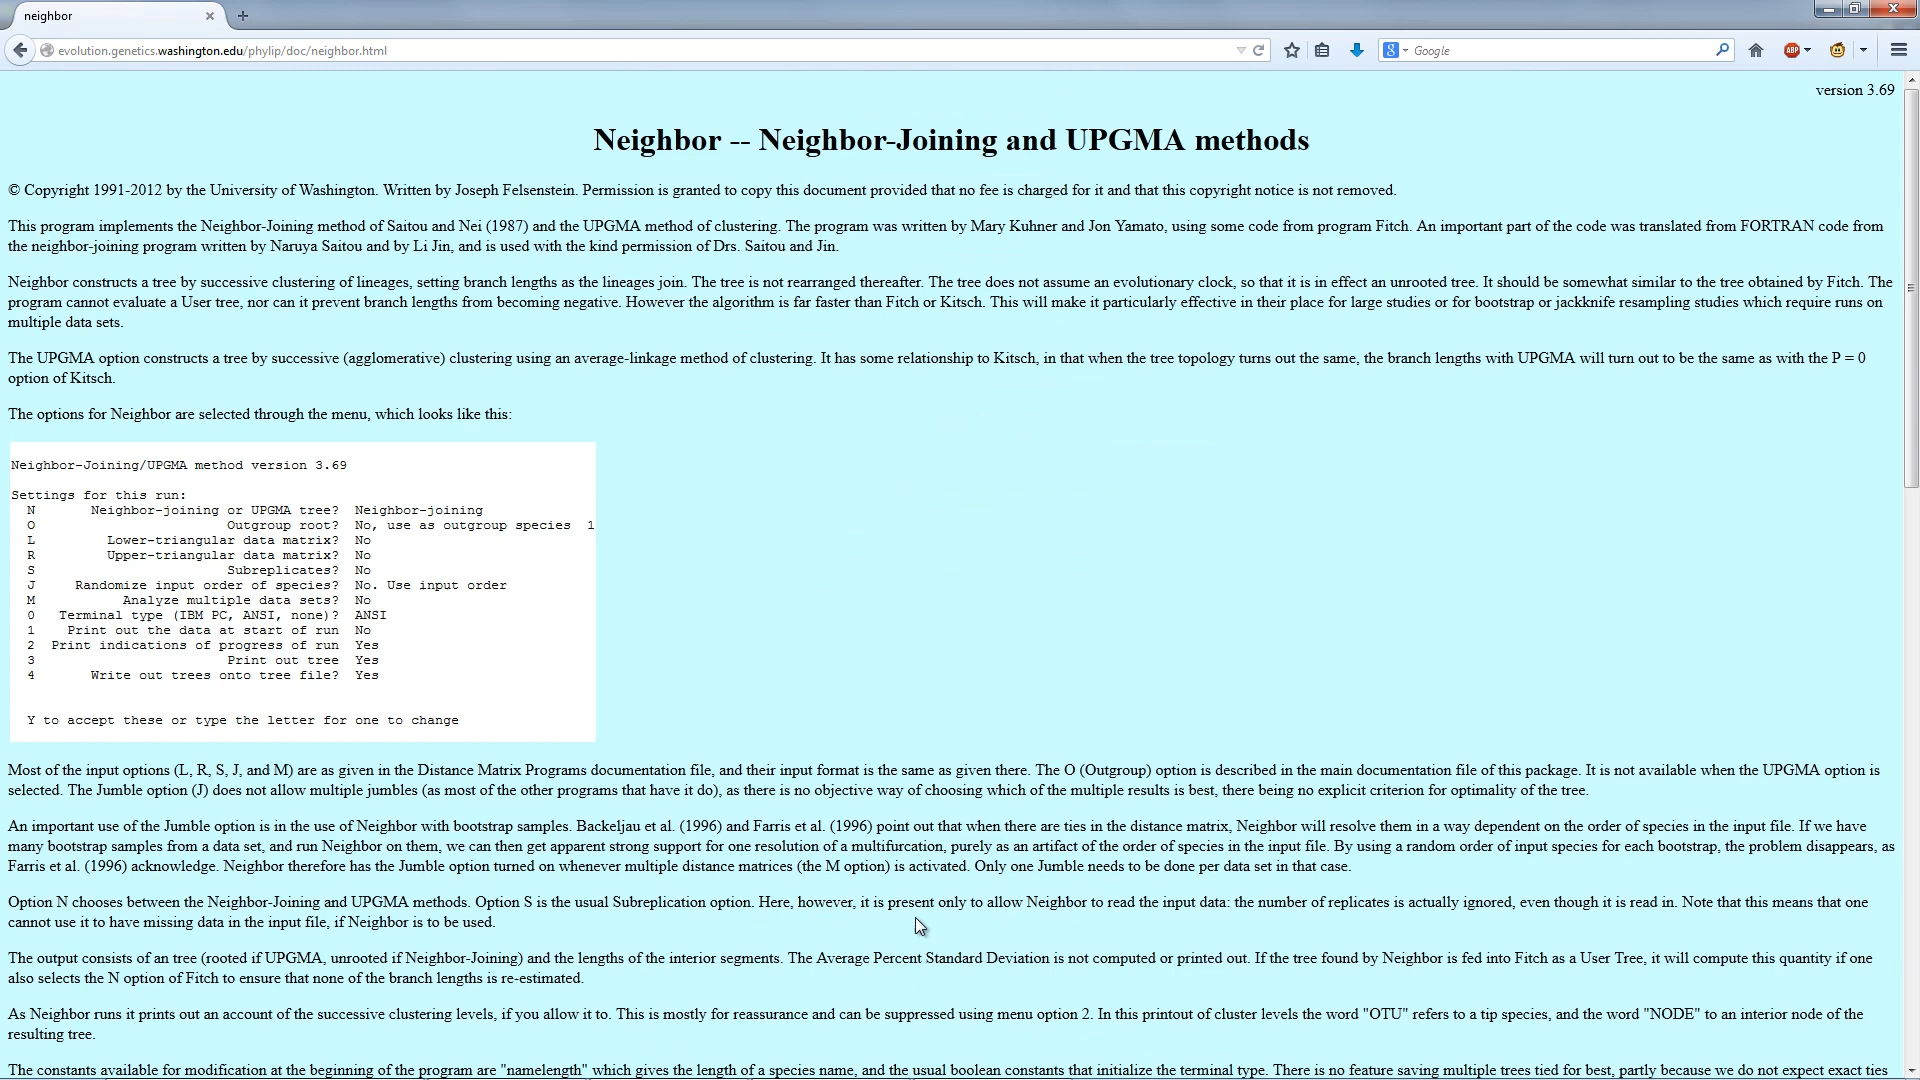 neighbor
evolution.genetics.washington.edu/phylip/doc/neighbor.html
Google
version 3.69
Neighbor -- Neighbor-Joining and UPGMA methods
© Copyright 1991-2012 by the University of Washington. Written by Joseph Felsenstein. Permission is granted to copy this document provided that no fee is charged for it and that this copyright notice is not removed.
This program implements the Neighbor-Joining method of Saitou and Nei (1987) and the UPGMA method of clustering. The program was written by Mary Kuhner and Jon Yamato, using some code from program Fitch. An important part of the code was translated from FORTRAN code from
the neighbor-joining program written by Naruya Saitou and by Li Jin, and is used with the kind permission of Drs. Saitou and Jin.
Neighbor constructs a tree by successive clustering of lineages, setting branch lengths as the lineages join. The tree is not rearranged thereafter. The tree does not assume an evolutionary clock, so that it is in effect an unrooted tree. It should be somewhat similar to the tree obtained by Fitch. The
program cannot evaluate a User tree, nor can it prevent branch lengths from becoming negative. However the algorithm is far faster than Fitch or Kitsch. This will make it particularly effective in their place for large studies or for bootstrap or jackknife resampling studies which require runs on
multiple data sets.
The UPGMA option constructs a tree by successive (agglomerative) clustering using an average-linkage method of clustering. It has some relationship to Kitsch, in that when the tree topology turns out the same, the branch lengths with UPGMA will turn out to be the same as with the P = 0
option of Kitsch.
The options for Neighbor are selected through the menu, which looks like this:
Neighbor-Joining/UPGMA method version 3.69
Settings for this run:
N Neighbor-joining or UPGMA tree? Neighbor-joining
O Outgroup root? No, use as outgroup species 1
L Lower-triangular data matrix? No
R Upper-triangular data matrix? No
S Subreplicates? No
J Randomize input order of species? No. Use input order
M Analyze multiple data sets? No
0 Terminal type (IBM PC, ANSI, none)? ANSI
1 Print out the data at start of run No
2 Print indications of progress of run Yes
3 Print out tree Yes
4 Write out trees onto tree file? Yes
Y to accept these or type the letter for one to change
Most of the input options (L, R, S, J, and M) are as given in the Distance Matrix Programs documentation file, and their input format is the same as given there. The O (Outgroup) option is described in the main documentation file of this package. It is not available when the UPGMA option is
selected. The Jumble option (J) does not allow multiple jumbles (as most of the other programs that have it do), as there is no objective way of choosing which of the multiple results is best, there being no explicit criterion for optimality of the tree.
An important use of the Jumble option is in the use of Neighbor with bootstrap samples. Backeljau et al. (1996) and Farris et al. (1996) point out that when there are ties in the distance matrix, Neighbor will resolve them in a way dependent on the order of species in the input file. If we have
many bootstrap samples from a data set, and run Neighbor on them, we can then get apparent strong support for one resolution of a multifurcation, purely as an artifact of the order of species in the input file. By using a random order of input species for each bootstrap, the problem disappears, as
Farris et al. (1996) acknowledge. Neighbor therefore has the Jumble option turned on whenever multiple distance matrices (the M option) is activated. Only one Jumble needs to be done per data set in that case.
Option N chooses between the Neighbor-Joining and UPGMA methods. Option S is the usual Subreplication option. Here, however, it is present only to allow Neighbor to read the input data: the number of replicates is actually ignored, even though it is read in. Note that this means that one
cannot use it to have missing data in the input file, if Neighbor is to be used.
The output consists of an tree (rooted if UPGMA, unrooted if Neighbor-Joining) and the lengths of the interior segments. The Average Percent Standard Deviation is not computed or printed out. If the tree found by Neighbor is fed into Fitch as a User Tree, it will compute this quantity if one
also selects the N option of Fitch to ensure that none of the branch lengths is re-estimated.
As Neighbor runs it prints out an account of the successive clustering levels, if you allow it to. This is mostly for reassurance and can be suppressed using menu option 2. In this printout of cluster levels the word "OTU" refers to a tip species, and the word "NODE" to an interior node of the
resulting tree.
The constants available for modification at the beginning of the program are "namelength" which gives the length of a species name, and the usual boolean constants that initialize the terminal type. There is no feature saving multiple trees tied for best, partly because we do not expect exact ties